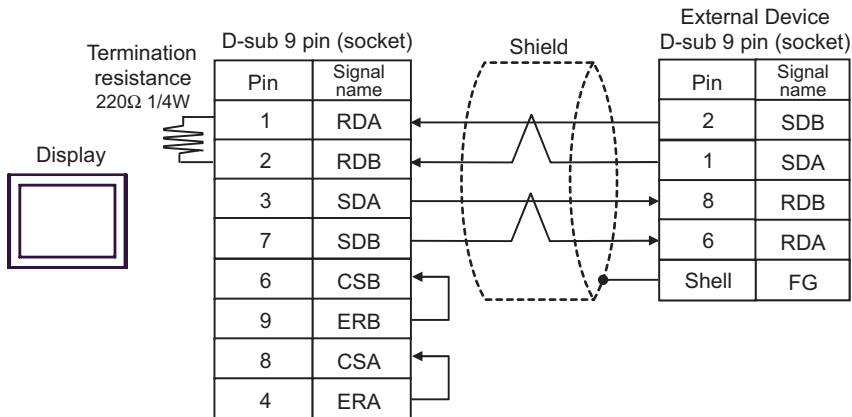 External Device
D-sub 9 pin (socket)
Shield
D-sub 9 pin (socket)
Termination
resistance
220Ω 1/4W
Display
Pin Signal name
1 RDA
2 RDB
3 SDA
7 SDB
6 CSB
9 ERB
8 CSA
4 ERA
Pin Signal name
2 SDB
1 SDA
8 RDB
6 RDA
Shell FG